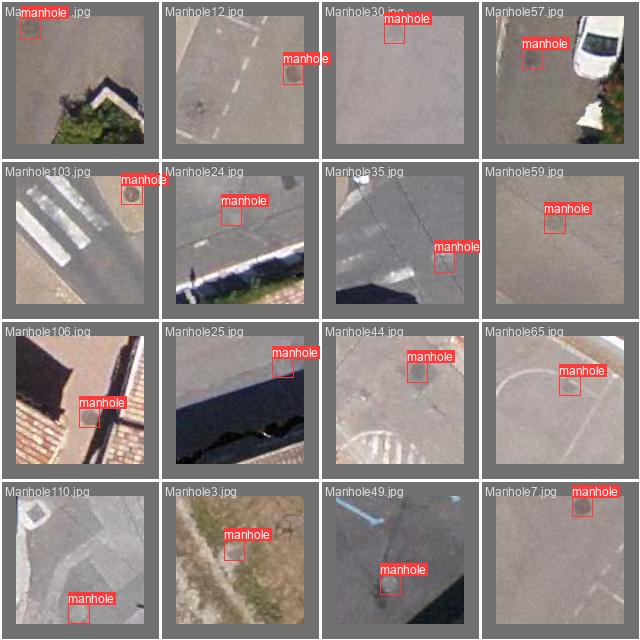 .jpg
manhole
Manhole12.jpg
manhole
Manhole30.jpg
manhole
Manhole57.jpg
manhole
Manhole103.jpg
manhole
Manhole24.jpg
manhole
Manhole35.jpg
manhole
Manhole59.jpg
manhole
Manhole106.jpg
manhole
Manhole25.jpg
manhole
Manhole44.jpg
manhole
Manhole65.jpg
manhole
Manhole110.jpg
manhole
Manhole3.jpg
manhole
Manhole49.jpg
manhole
Manhole7.jpg
manhole